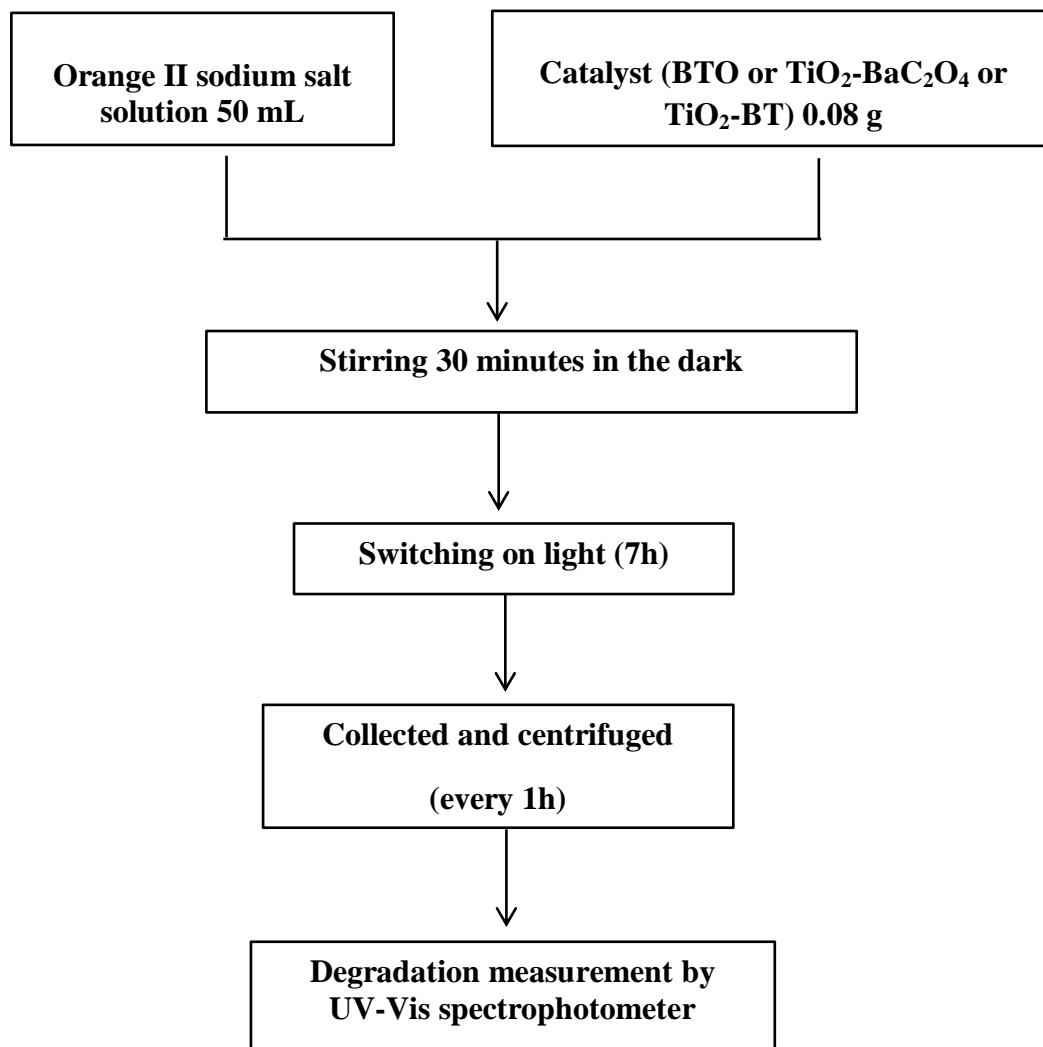 Orange II sodium salt
solution 50 mL
Catalyst (BTO or TiO₂-BaC₂O₄ or
TiO₂-BT) 0.08 g
Stirring 30 minutes in the dark
Switching on light (7h)
Collected and centrifuged
(every 1h)
Degradation measurement by
UV-Vis spectrophotometer